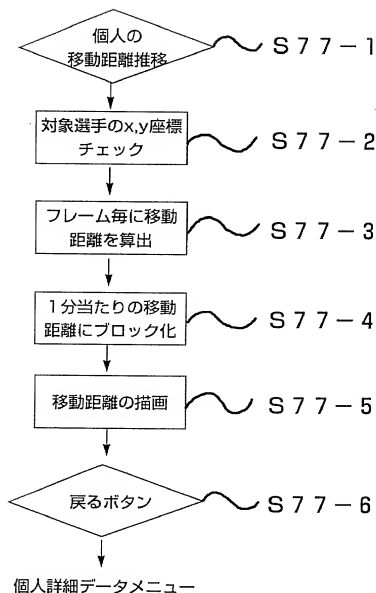 個人の
移動距離推移
S77-1
対象選手のx,y座標
チェック
S77-2
フレーム毎に移動
距離を算出
S77-3
1分当たりの移動
距離にブロック化
S77-4
移動距離の描画
S77-5
戻るボタン
S77-6
個人詳細データメニュー